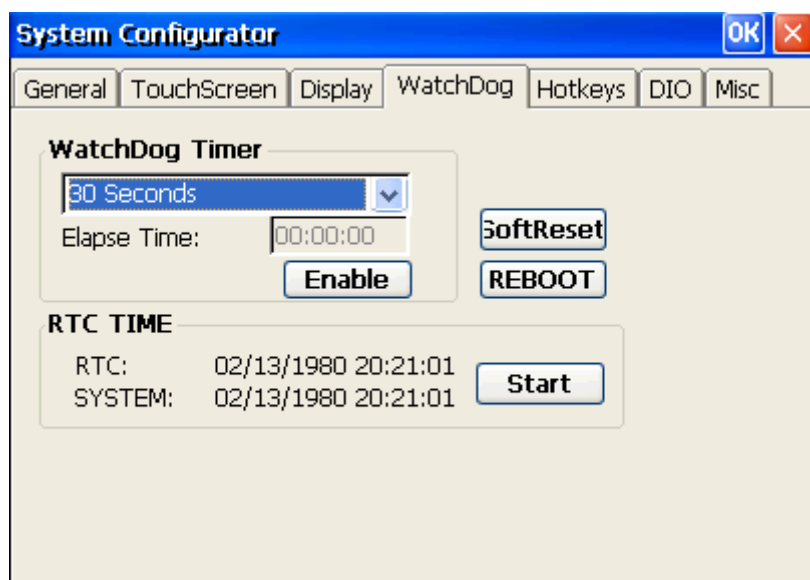 System Configurator OK
General TouchScreen Display WatchDog Hotkeys DIO Misc
WatchDog Timer
30 Seconds
Elapse Time: 00:00:00 SoftReset
Enable REBOOT
RTC TIME
RTC: 02/13/1980 20:21:01
Start
SYSTEM: 02/13/1980 20:21:01